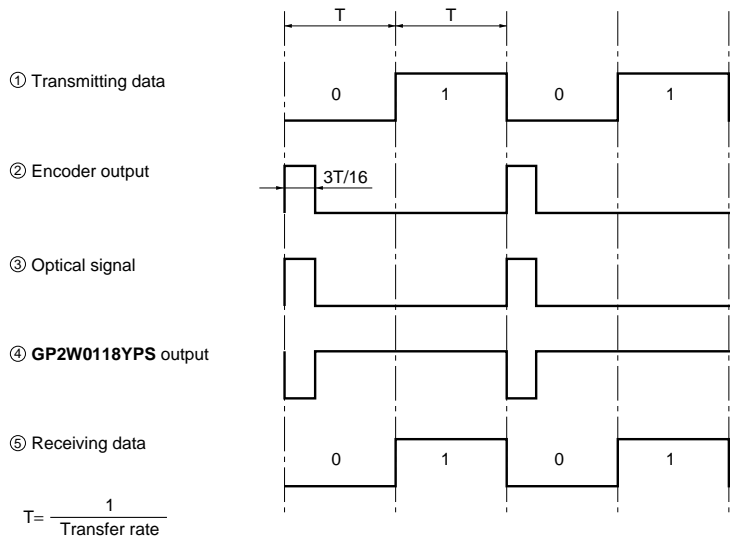 T T
① Transmitting data
0 1 0 1
② Encoder output
3T/16
③ Optical signal
④ GP2W0118YPS output
⑤ Receiving data
0 1 0 1
T= 1
Transfer rate